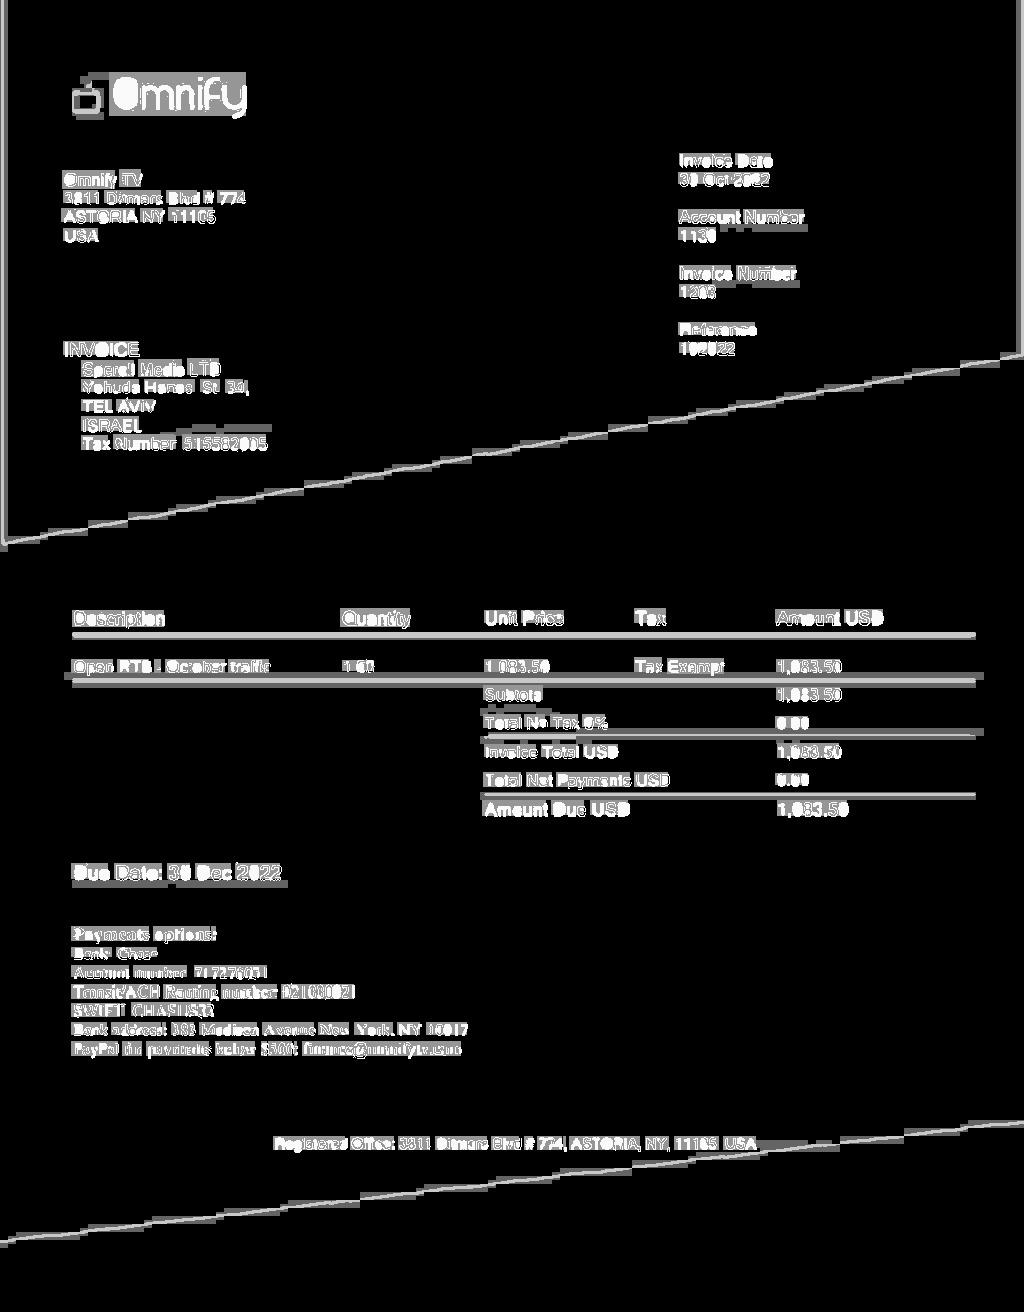 Omnify
Omnify TV
3811 Ditmars Blvd # 774
ASTORIA NY 11105
USA
Invoice Date
30 Oct 2022
Account Number
1139
Invoice Number
1203
Reference
102022
INVOICE
Media LTD
Yehuda St 34,
TEL AVIV
ISRAEL
Tax Number 515582005
Description Quantity Unit Price Tax Amount USD
Open RTB - October traffic 1.00 1,083.50 Tax Exempt 1,083.50
Subtotal 1,083.50
Total No Tax 0% 0.00
Invoice Total USD 1,083.50
Total Net Payments USD 0.00
Amount Due USD 1,083.50
Due Date: 30 Dec 2022
Payments options:
Bank: Chase
Account number
Transit/ACH Routing number
SWIFT: CHASUS33
Bank address: 383 Madison Avenue New York, NY 10017
PayPal for payments below $500: finance@omnifytv.com
Registered Office: 3811 Ditmars Blvd # 774, ASTORIA, NY, 11105, USA